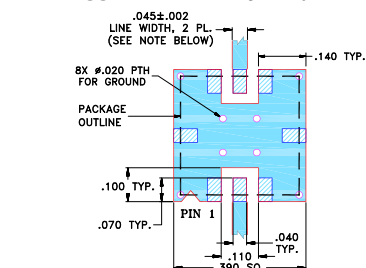 .045±.002
LINE WIDTH, 2 PL.
(SEE NOTE BELOW)
.140 TYP.
8X ø.020 PTH
FOR GROUND
PACKAGE
OUTLINE
.100 TYP.
PIN 1
.070 TYP.
.040
TYP.
.110
.390 SQ